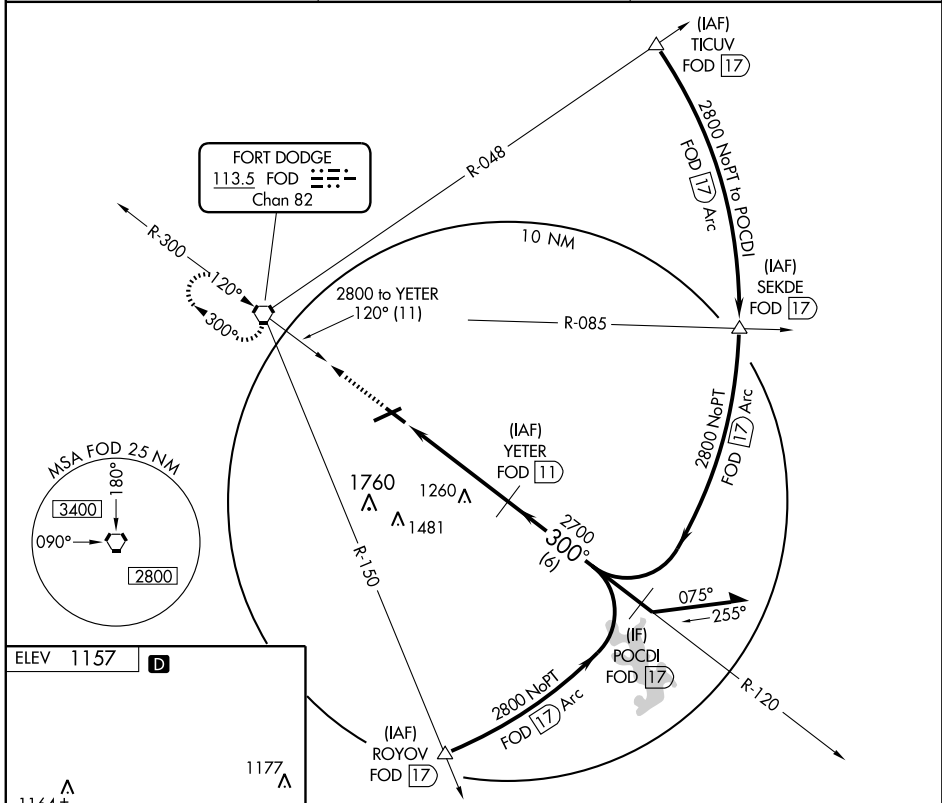 (IAF)
TICUV
FOD 17
2800 NoPT to POCDI
FOD 17 Arc
R-048
FORT DODGE
113.5 FOD
Chan 82
R-300
120°
300°
10 NM
2800 to YETER
120° (11)
(IAF)
SEKDE
FOD 17
R-085
2800 NoPT
FOD 17 Arc
(IAF)
YETER
FOD 11
MSA FOD 25 NM
180°
3400
090°
2800
1760
1260
1481
2700
300°
(6)
R-150
075°
255°
(IF)
POCDI
FOD 17
R-120
2800 NoPT
FOD 17 Arc
(IAF)
ROYOV
FOD 17
ELEV 1157 D
1177